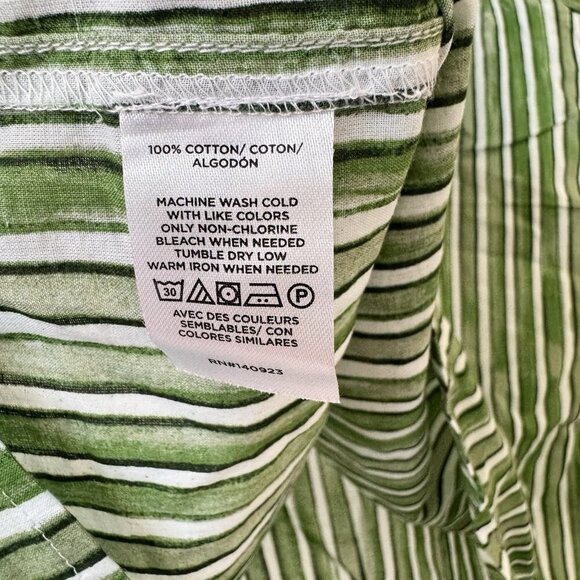 100% COTTON/ COTON/
ALGODÓN
MACHINE WASH COLD
WITH LIKE COLORS
ONLY NON-CHLORINE
BLEACH WHEN NEEDED
TUMBLE DRY LOW
WARM IRON WHEN NEEDED
30 P
AVEC DES COULEURS
SEMBLABLES/ CON
COLORES SIMILARES
RN#140923